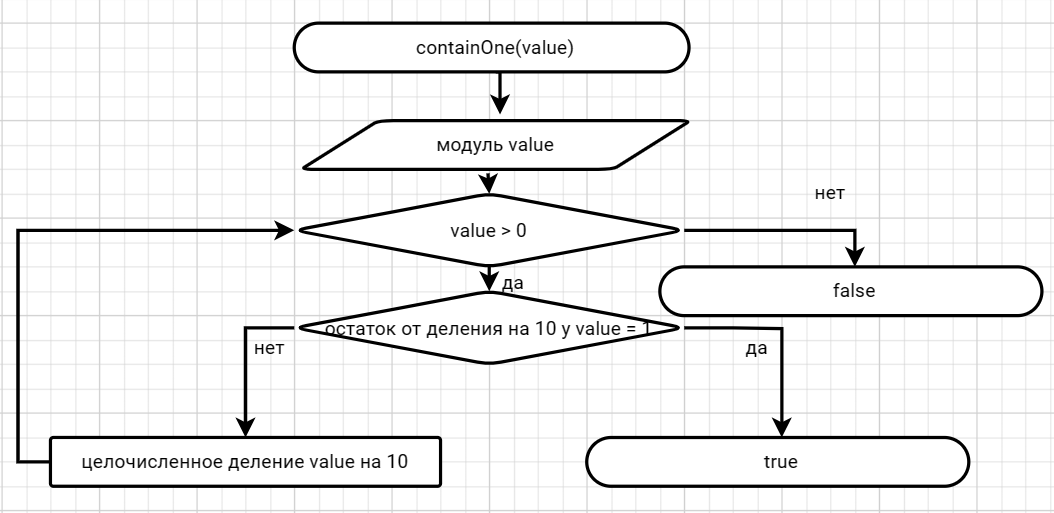 containOne(value)
модуль value
нет
value > 0
да
false
остаток от деления на 10 у value = 1
нет
да
целочисленное деление value на 10
true